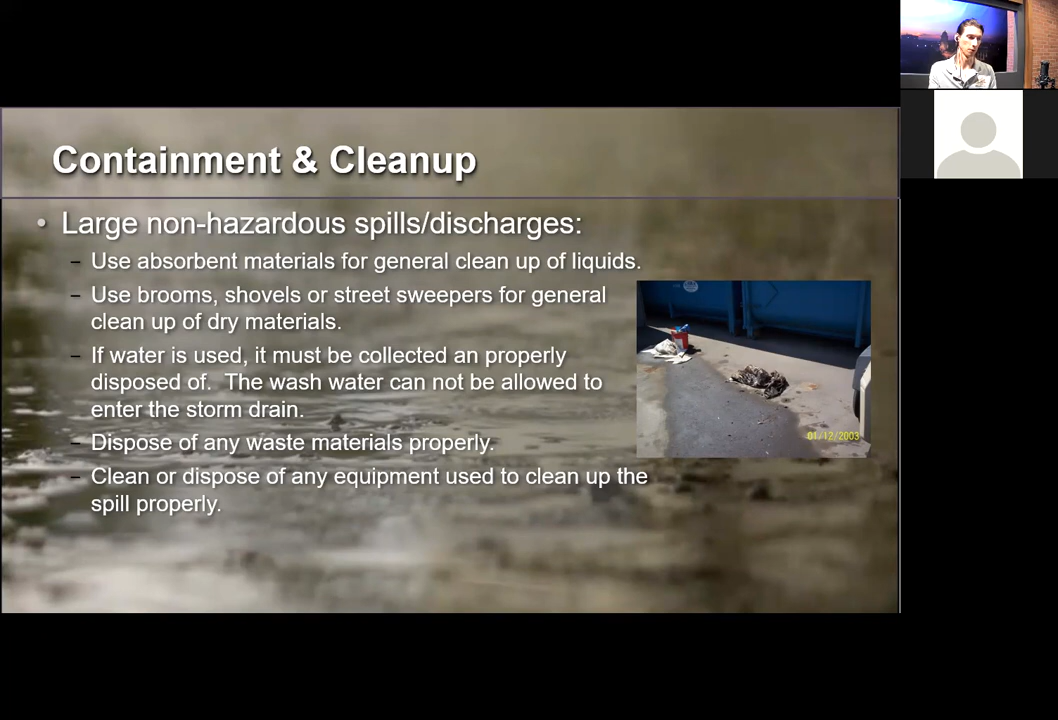 Containment & Cleanup
• Large non-hazardous spills/discharges:
– Use absorbent materials for general clean up of liquids.
– Use brooms, shovels or street sweepers for general
clean up of dry materials.
– If water is used, it must be collected an properly
disposed of.  The wash water can not be allowed to
enter the storm drain.
– Dispose of any waste materials properly.
– Clean or dispose of any equipment used to clean up the
spill properly.
01/12/2003